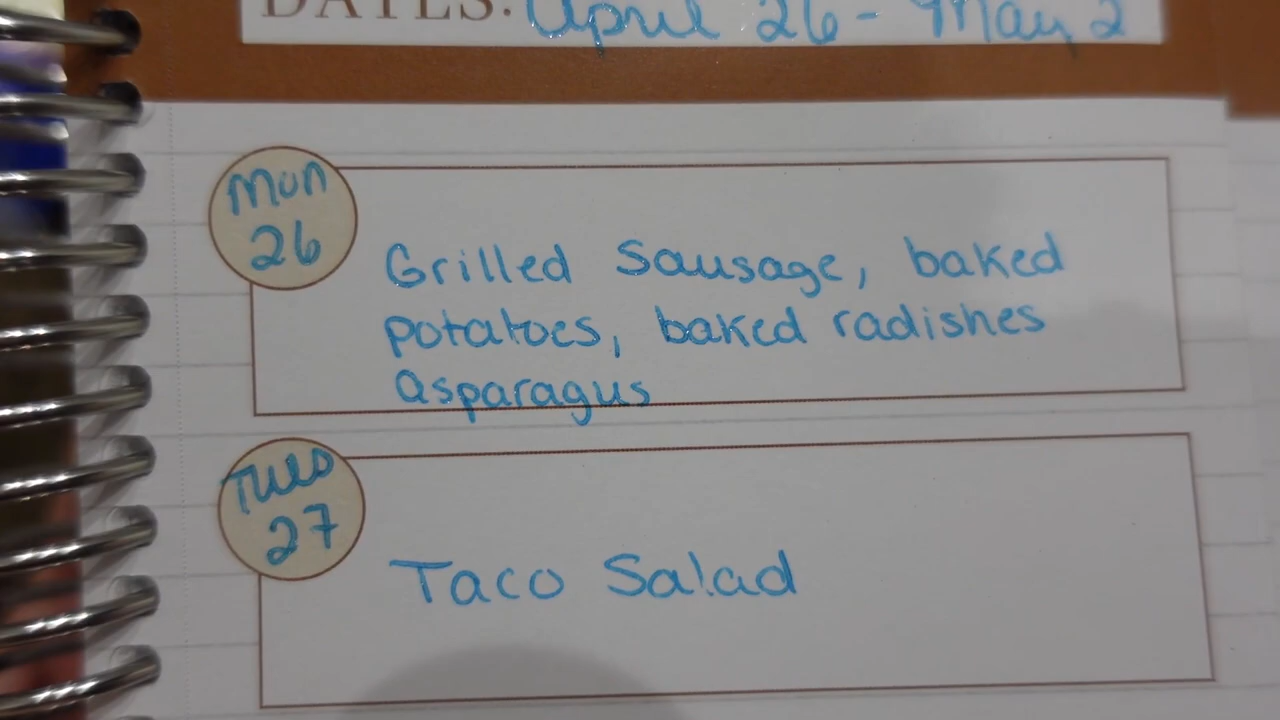 DATES: April 26 - May 2
Mon
26
Grilled Sausage, baked
potatoes, baked radishes
Asparagus
Tues
27
Taco Salad